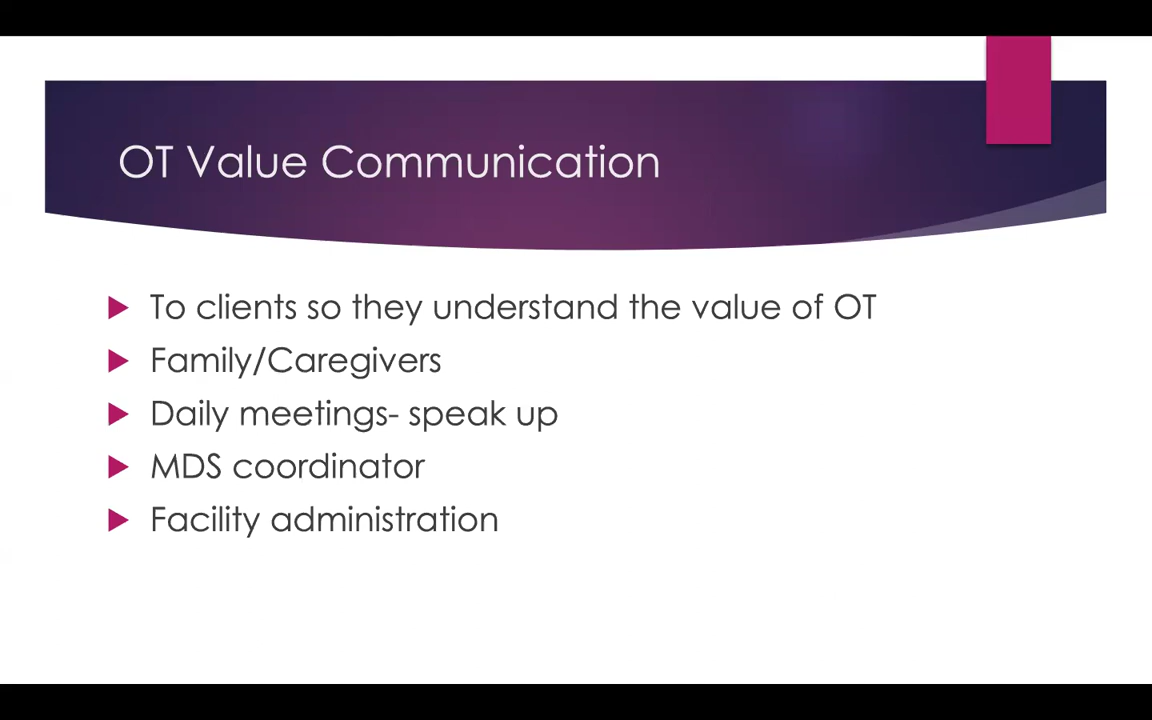 OT Value Communication
To clients so they understand the value of OT
Family/Caregivers
Daily meetings- speak up
MDS coordinator
Facility administration